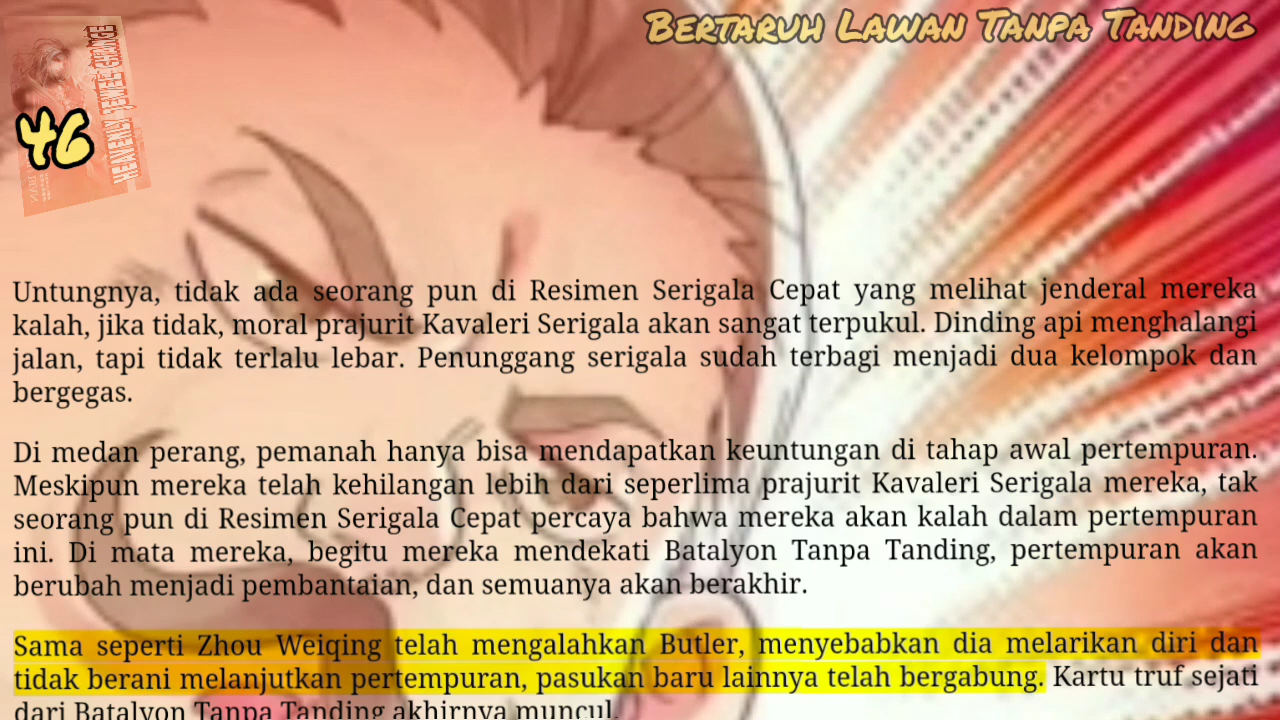 Bertaruh Lawan Tanpa Tanding
HEAVENLY JEWEL CHANGE
46
Untungnya, tidak ada seorang pun di Resimen Serigala Cepat yang melihat jenderal mereka
kalah, jika tidak, moral prajurit Kavaleri Serigala akan sangat terpukul. Dinding api menghalangi
jalan, tapi tidak terlalu lebar. Penunggang serigala sudah terbagi menjadi dua kelompok dan
bergegas.
Di medan perang, pemanah hanya bisa mendapatkan keuntungan di tahap awal pertempuran.
Meskipun mereka telah kehilangan lebih dari seperlima prajurit Kavaleri Serigala mereka, tak
seorang pun di Resimen Serigala Cepat percaya bahwa mereka akan kalah dalam pertempuran
ini. Di mata mereka, begitu mereka mendekati Batalyon Tanpa Tanding, pertempuran akan
berubah menjadi pembantaian, dan semuanya akan berakhir.
Sama seperti Zhou Weiqing telah mengalahkan Butler, menyebabkan dia melarikan diri dan
tidak berani melanjutkan pertempuran, pasukan baru lainnya telah bergabung. Kartu truf sejati
dari Batalyon Tanpa Tanding akhirnya muncul.